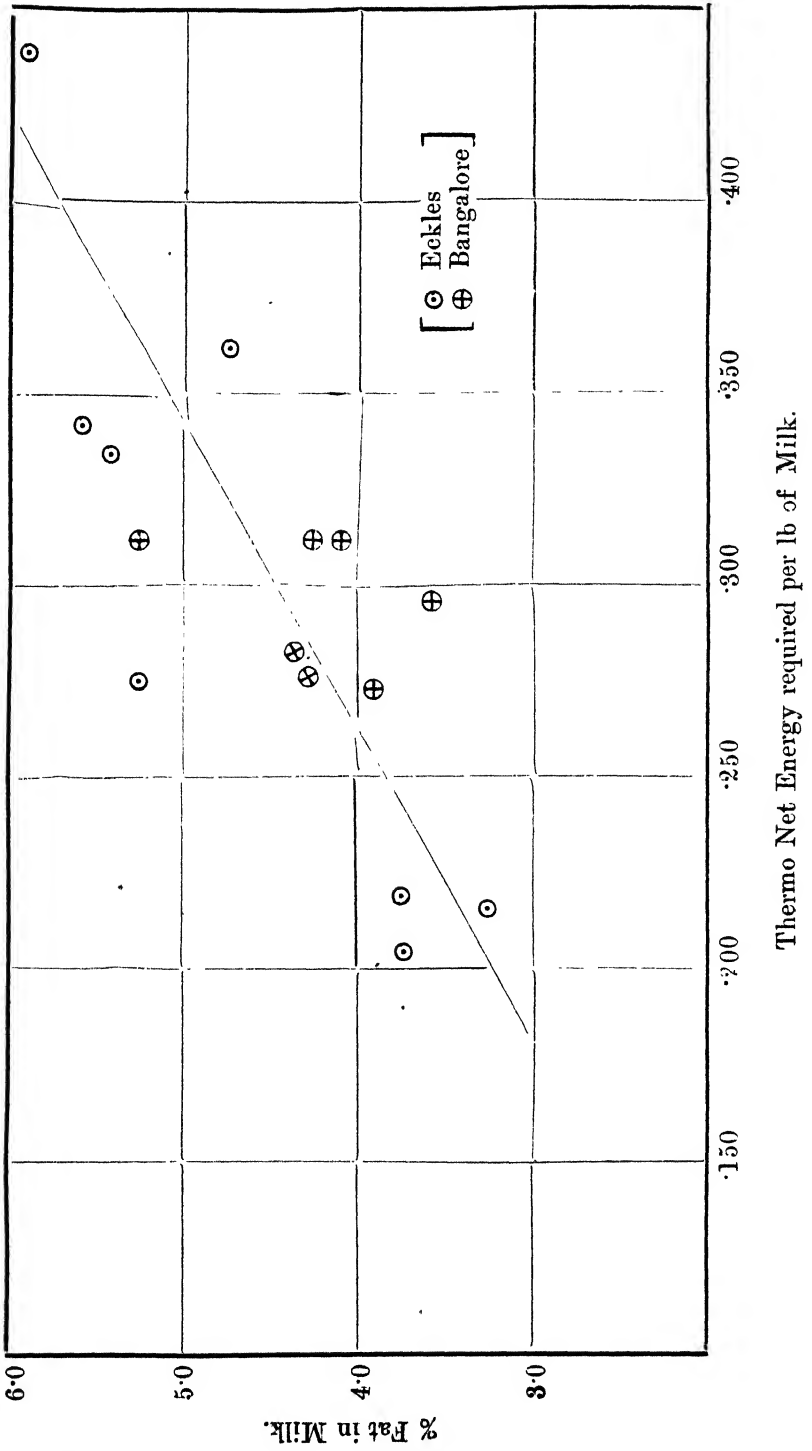 % Fat in Milk.
6·0
5·0
4·0
3·0
·150
·200
·250
·300
·350
·400
Eckles
Bangalore
Thermo Net Energy required per lb of Milk.